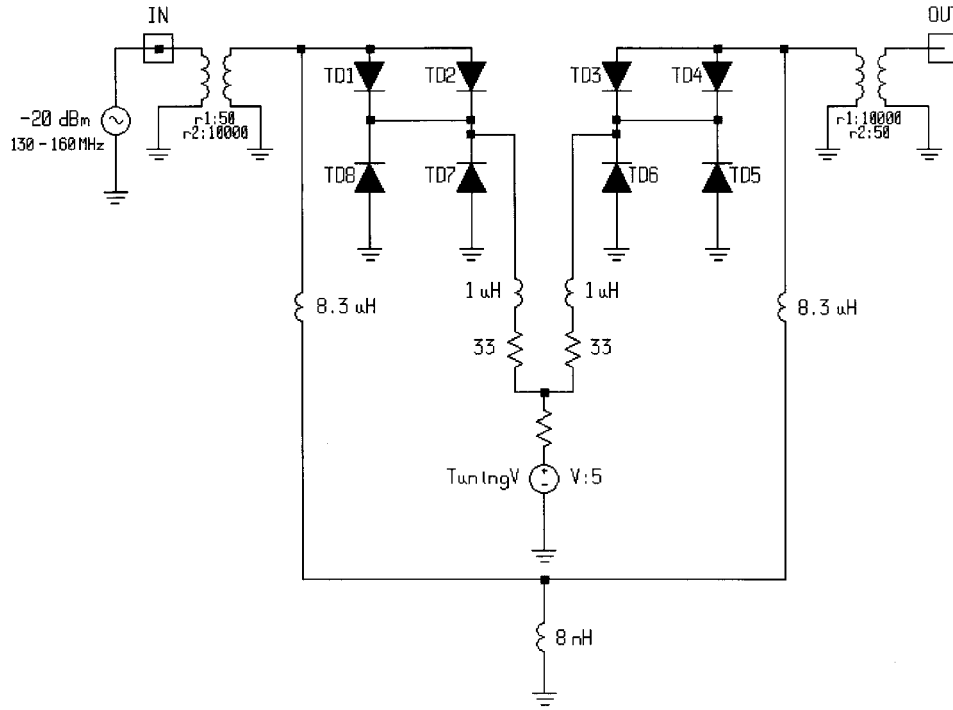 IN
OUT
TD1
TD2
TD3
TD4
-20 dBm
130 - 160 MHz
r1:50
r2:10000
r1:10000
r2:50
TD8
TD7
TD6
TD5
1 uH
1 uH
8.3 uH
8.3 uH
33
33
TuningV
V:5
8 nH